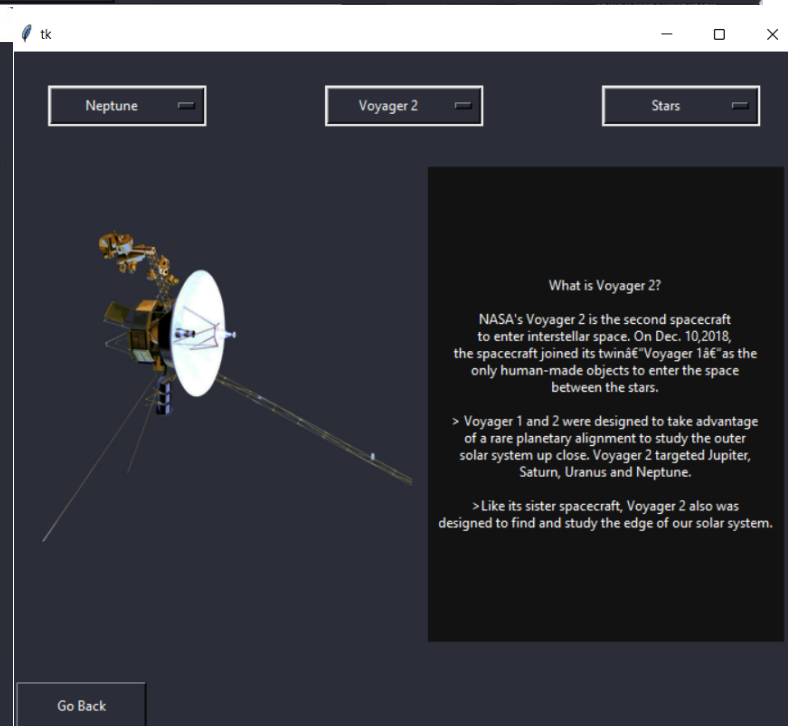 tk
Neptune
Voyager 2
Stars
What is Voyager 2?
NASA's Voyager 2 is the second spacecraft
to enter interstellar space. On Dec. 10,2018,
the spacecraft joined its twinâ€“Voyager 1â€“as the
only human-made objects to enter the space
between the stars.
> Voyager 1 and 2 were designed to take advantage
of a rare planetary alignment to study the outer
solar system up close. Voyager 2 targeted Jupiter,
Saturn, Uranus and Neptune.
>Like its sister spacecraft, Voyager 2 also was
designed to find and study the edge of our solar system.
Go Back